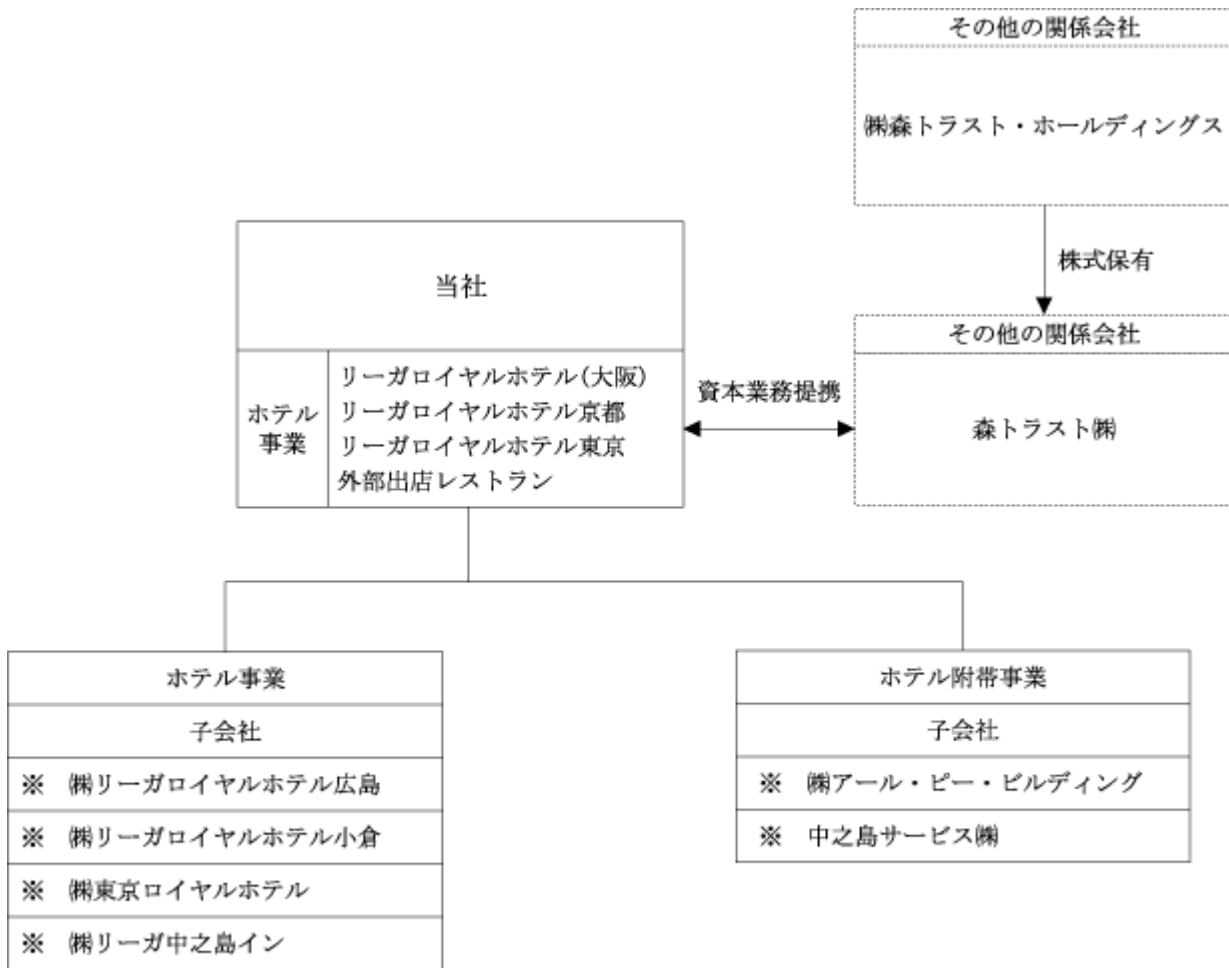 その他の関係会社
㈱森トラスト・ホールディングス
株式保有
その他の関係会社
森トラスト㈱
資本業務提携
当社
ホテル
事業
リーガロイヤルホテル(大阪)
リーガロイヤルホテル京都
リーガロイヤルホテル東京
外部出店レストラン
ホテル事業
子会社
※ ㈱リーガロイヤルホテル広島
※ ㈱リーガロイヤルホテル小倉
※ ㈱東京ロイヤルホテル
※ ㈱リーガ中之島イン
ホテル附帯事業
子会社
※ ㈱アール・ピー・ビルディング
※ 中之島サービス㈱